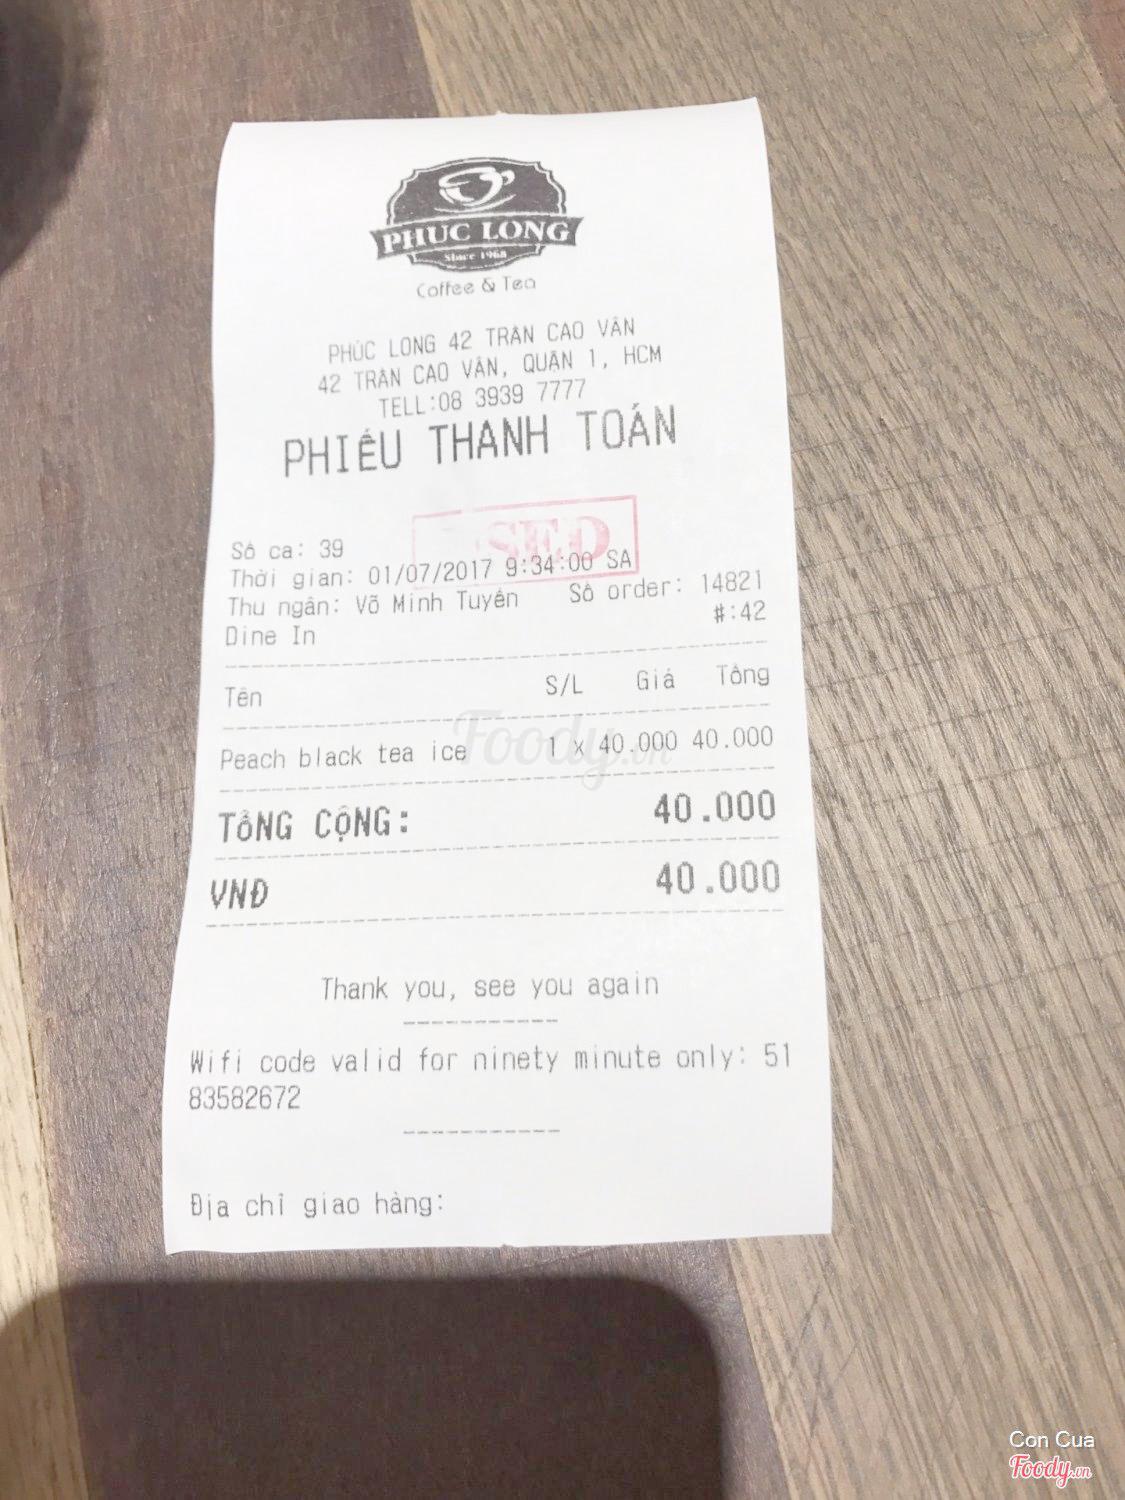 PHUC LONG
Since 1968
Coffee & Tea
PHÚC LONG 42 TRẦN CAO VÂN
42 TRẦN CAO VÂN, QUẬN 1, HCM
TELL:08 3939 7777
PHIẾU THANH TOÁN
Số ca: 39
Thời gian: 01/07/2017 9:34:00 SA
Thu ngân: Võ Minh Tuyên Số order: 14821
Dine In #:42
Tên S/L Giá Tổng
Peach black tea ice 1 x 40.000 40.000
TỔNG CỘNG: 40.000
VNĐ 40.000
Thank you, see you again
Wifi code valid for ninety minute only: 51
83582672
Địa chỉ giao hàng:
Foody.vn
Con Cua
Foody.vn